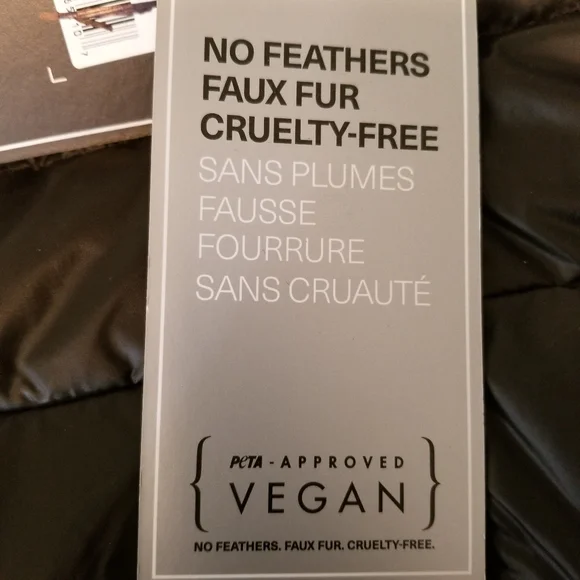 L
NO FEATHERS
FAUX FUR
CRUELTY-FREE
SANS PLUMES
FAUSSE
FOURRURE
SANS CRUAUTÉ
PETA - APPROVED
VEGAN
NO FEATHERS. FAUX FUR. CRUELTY-FREE.